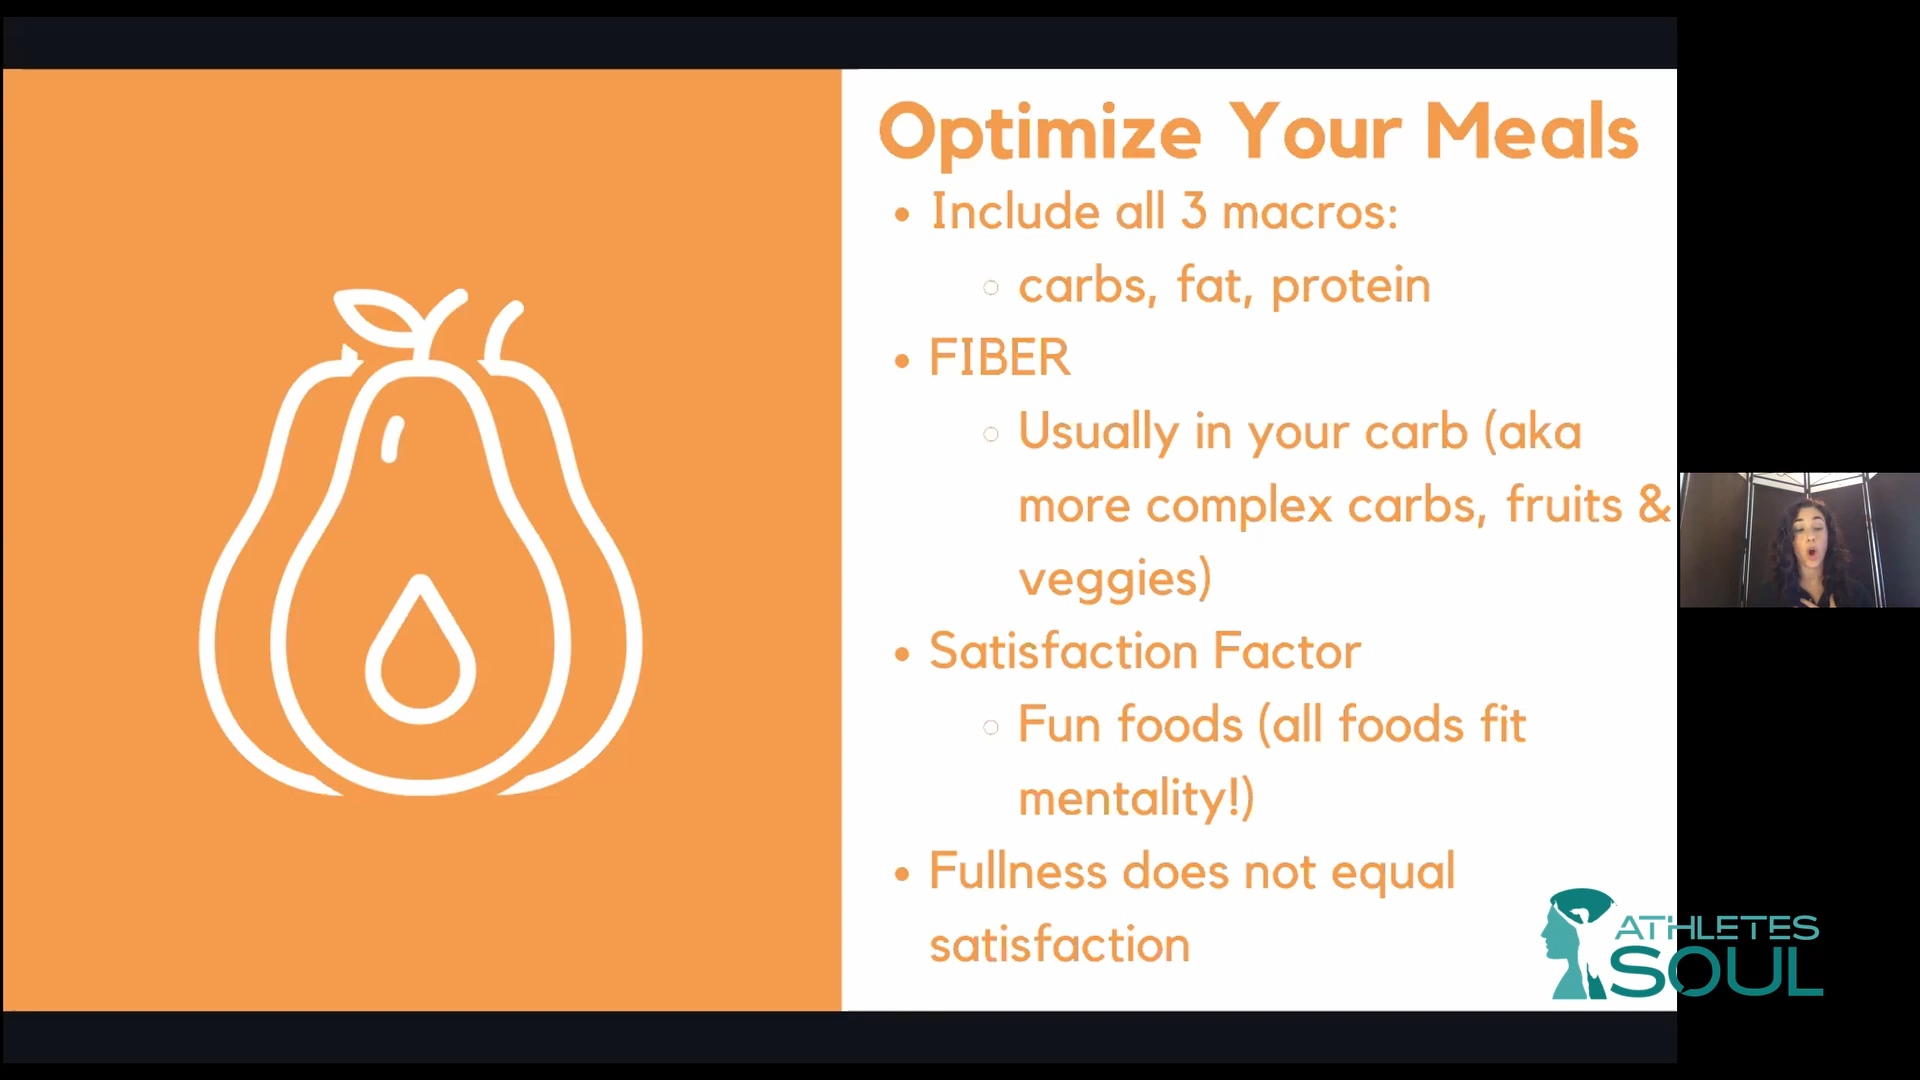 Optimize Your Meals
• Include all 3 macros:
○ carbs, fat, protein
• FIBER
○ Usually in your carb (aka
more complex carbs, fruits &
veggies)
• Satisfaction Factor
○ Fun foods (all foods fit
mentality!)
• Fullness does not equal
satisfaction
ATHLETES
SOUL